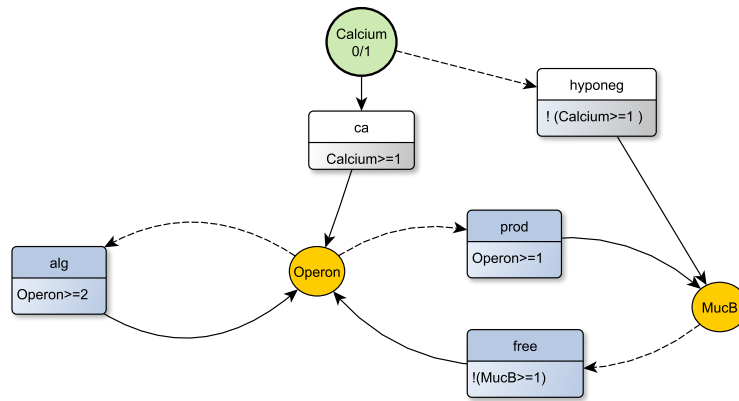 Calcium
0/1
hyponeg
! (Calcium>=1 )
ca
Calcium>=1
prod
Operon>=1
alg
Operon>=2
Operon
MucB
free
!(MucB>=1)